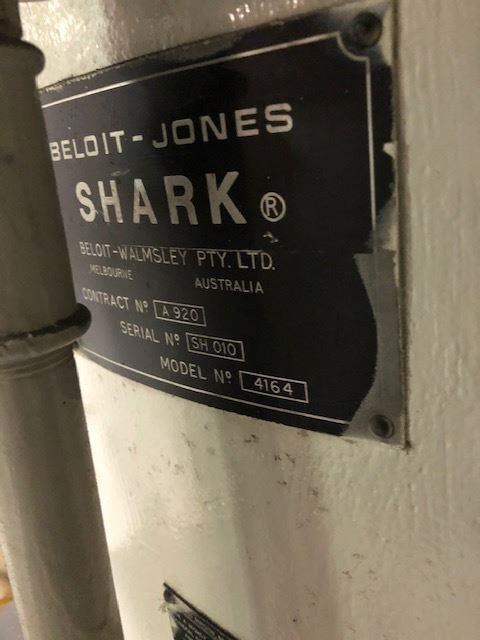 BELOIT-JONES
SHARK®
BELOIT-WALMSLEY PTY. LTD.
MELBOURNE AUSTRALIA
CONTRACT Nº A 920
SERIAL Nº SH 010
MODEL Nº 4164